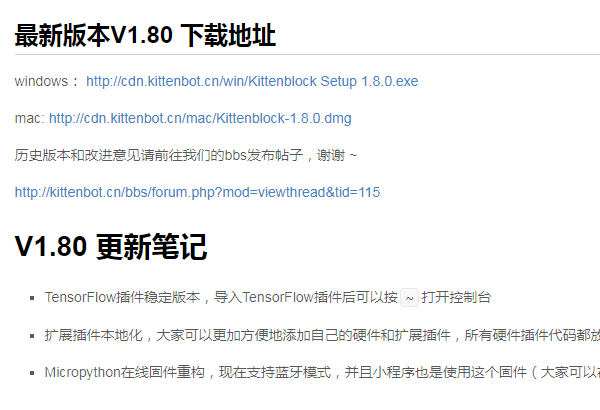 最新版本V1.80 下载地址
windows： http://cdn.kittenbot.cn/win/Kittenblock Setup 1.8.0.exe
mac: http://cdn.kittenbot.cn/mac/Kittenblock-1.8.0.dmg
历史版本和改进意见请前往我们的bbs发布帖子，谢谢 ~
http://kittenbot.cn/bbs/forum.php?mod=viewthread&tid=115
V1.80 更新笔记
▪ TensorFlow插件稳定版本，导入TensorFlow插件后可以按 ~ 打开控制台
▪ 扩展插件本地化，大家可以更加方便地添加自己的硬件和扩展插件，所有硬件插件代码都放
▪ Micropython在线固件重构，现在支持蓝牙模式，并且小程序也是使用这个固件（大家可以在